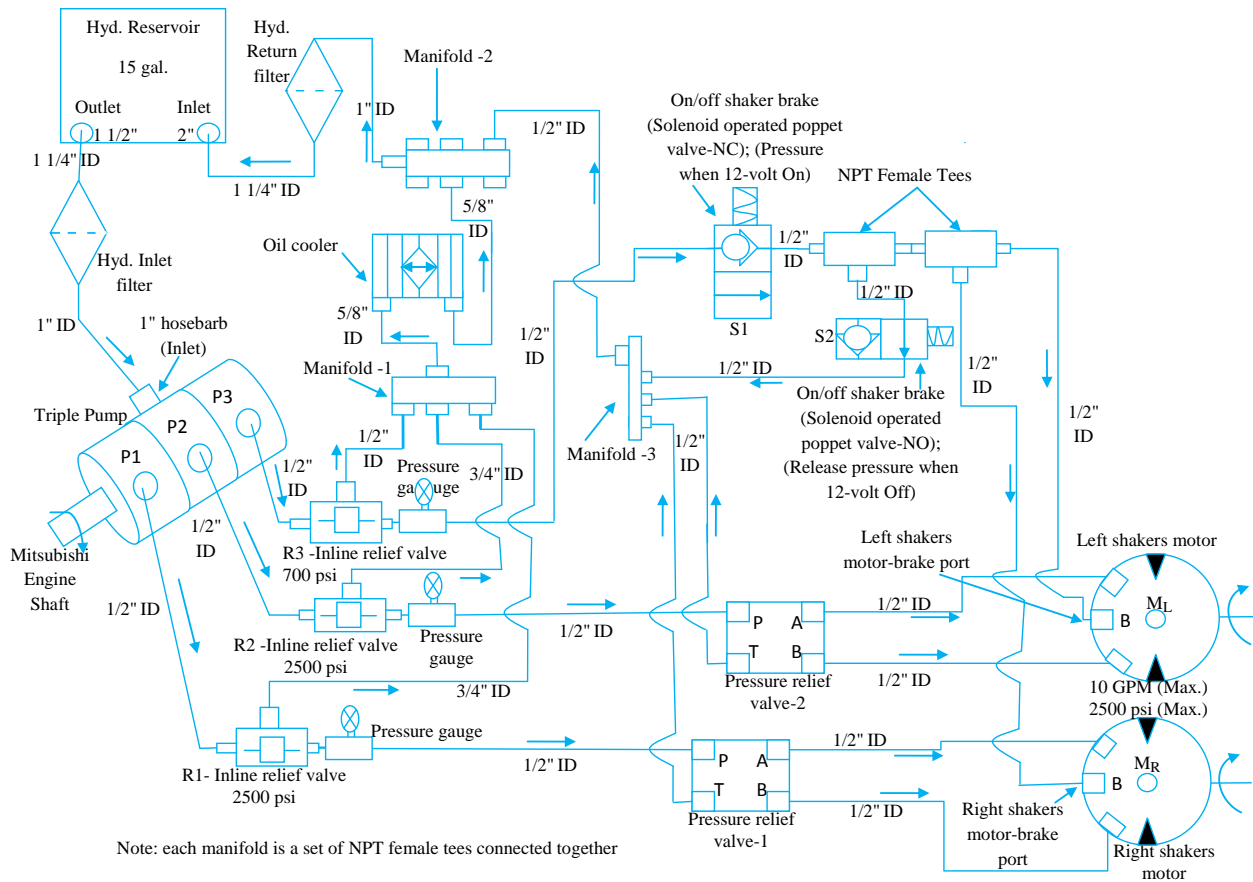 Hyd. Reservoir
15 gal.
Outlet
Inlet
1 1/2"
2"
1 1/4" ID
Hyd.
Return
filter
1 1/4" ID
1" ID
Manifold -2
1/2" ID
On/off shaker brake
(Solenoid operated poppet
valve-NC); (Pressure
when 12-volt On)
NPT Female Tees
Hyd. Inlet
filter
Oil cooler
5/8"
ID
5/8"
ID
1/2"
ID
S1
1/2"
ID
1/2" ID
S2
1" ID
1" hosebarb
(Inlet)
Manifold -1
1/2" ID
1/2"
ID
On/off shaker brake
(Solenoid operated
poppet valve-NO);
(Release pressure when
12-volt Off)
1/2"
ID
Triple Pump
P3
P2
P1
1/2"
ID
3/4" ID
Manifold -3
1/2"
ID
1/2"
ID
Pressure
gauge
1/2"
ID
1/2"
ID
Mitsubishi
Engine
Shaft
R3 -Inline relief valve
700 psi
Left shakers
motor-brake
port
Left shakers motor
1/2" ID
1/2" ID
R2 -Inline relief valve
2500 psi
Pressure
gauge
1/2" ID
P
A
T
B
Pressure relief
valve-2
1/2" ID
B
ML
10 GPM (Max.)
2500 psi (Max.)
3/4" ID
Pressure gauge
R1- Inline relief valve
2500 psi
1/2" ID
P
A
T
B
Pressure relief
valve-1
1/2" ID
1/2" ID
B
MR
Right shakers
motor-brake
port
Right shakers
motor
Note: each manifold is a set of NPT female tees connected together